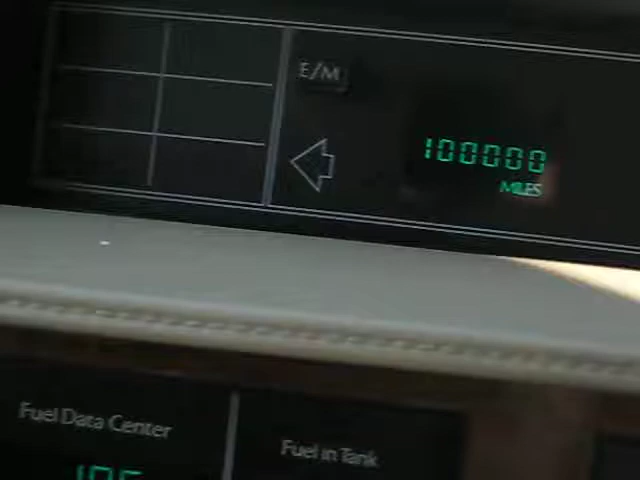 E/M
100000
MILES
Fuel Data Center
Fuel in Tank